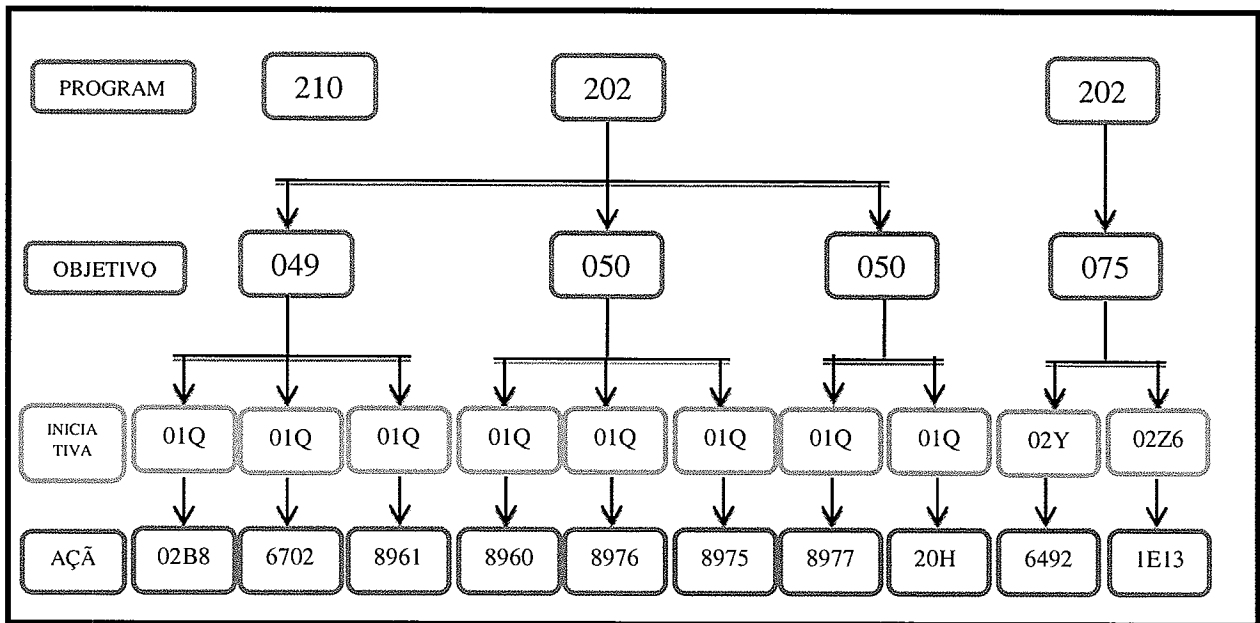 PROGRAM 210 202 202
OBJETIVO 049 050 050 075
INICIA
TIVA
01Q 01Q 01Q 01Q 01Q 01Q 01Q 01Q 02Y 02Z6
AÇÃ 02B8 6702 8961 8960 8976 8975 8977 20H 6492 1E13